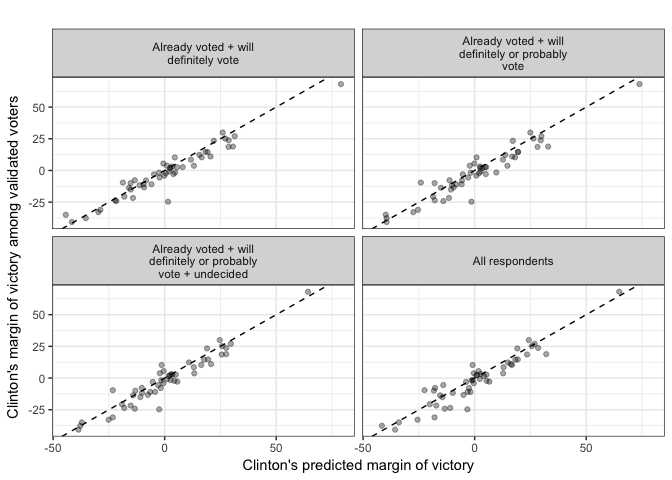 Already voted + will
definitely vote
Already voted + will
definitely or probably
vote
50
25
0
-25
Already voted + will
definitely or probably
vote + undecided
All respondents
50
25
0
-25
-50
0
50
-50
0
50
Clinton's predicted margin of victory
Clinton's margin of victory among validated voters